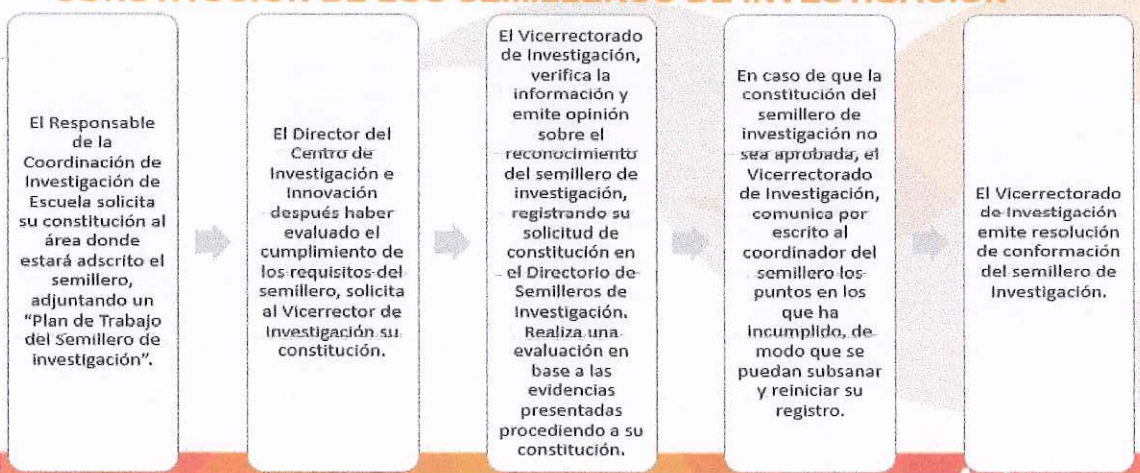 CONSTITUCIÓN DE LOS SEMILLEROS DE INVESTIGACIÓN
El Responsable
de la
Coordinación de
Investigación de
Escuela solicita
su constitución al
área donde
estará adscrito el
semillero,
adjuntando un
"Plan de Trabajo
del Semillero de
investigación".
El Director del
Centro de
Investigación e
Innovación
después haber
evaluado el
cumplimiento de
los requisitos del
semillero, solicita
al Vicerrector de
Investigación su
constitución.
El Vicerrectorado
de Investigación,
verifica la
información y
emite opinión
sobre el
reconocimiento
del semillero de
investigación,
registrando su
solicitud de
constitución en
el Directorio de
Semilleros de
Investigación.
Realiza una
evaluación en
base a las
evidencias
presentadas
procediendo a su
constitución.
En caso de que la
constitución del
semillero de
investigación no
sea aprobada, el
Vicerrectorado
de Investigación,
comunica por
escrito al
coordinador del
semillero los
puntos en los
que ha
incumplido, de
modo que se
puedan subsanar
y reiniciar su
registro.
El Vicerrectorado
de Investigación
emite resolución
de conformación
del semillero de
Investigación.